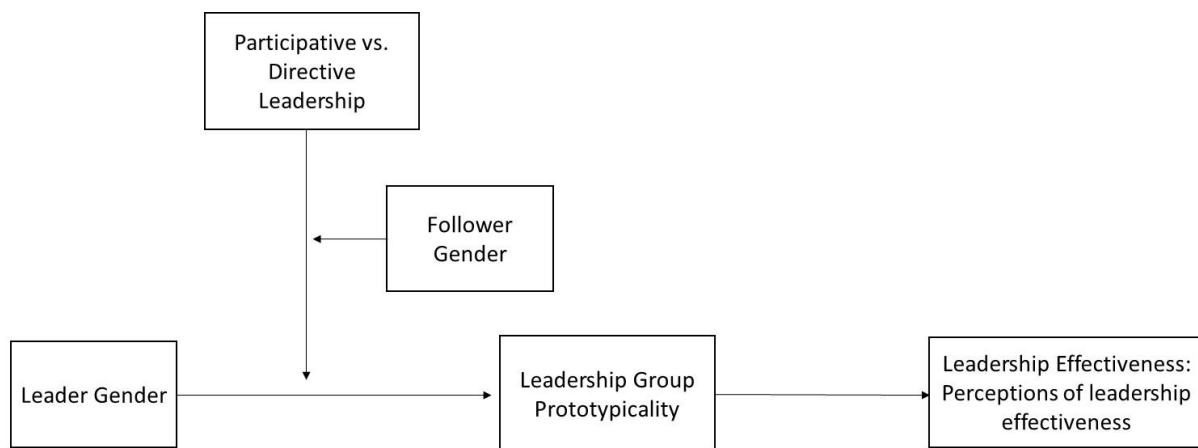 Participative vs.
Directive
Leadership
Follower
Gender
Leader Gender
Leadership Group
Prototypicality
Leadership Effectiveness:
Perceptions of leadership
effectiveness